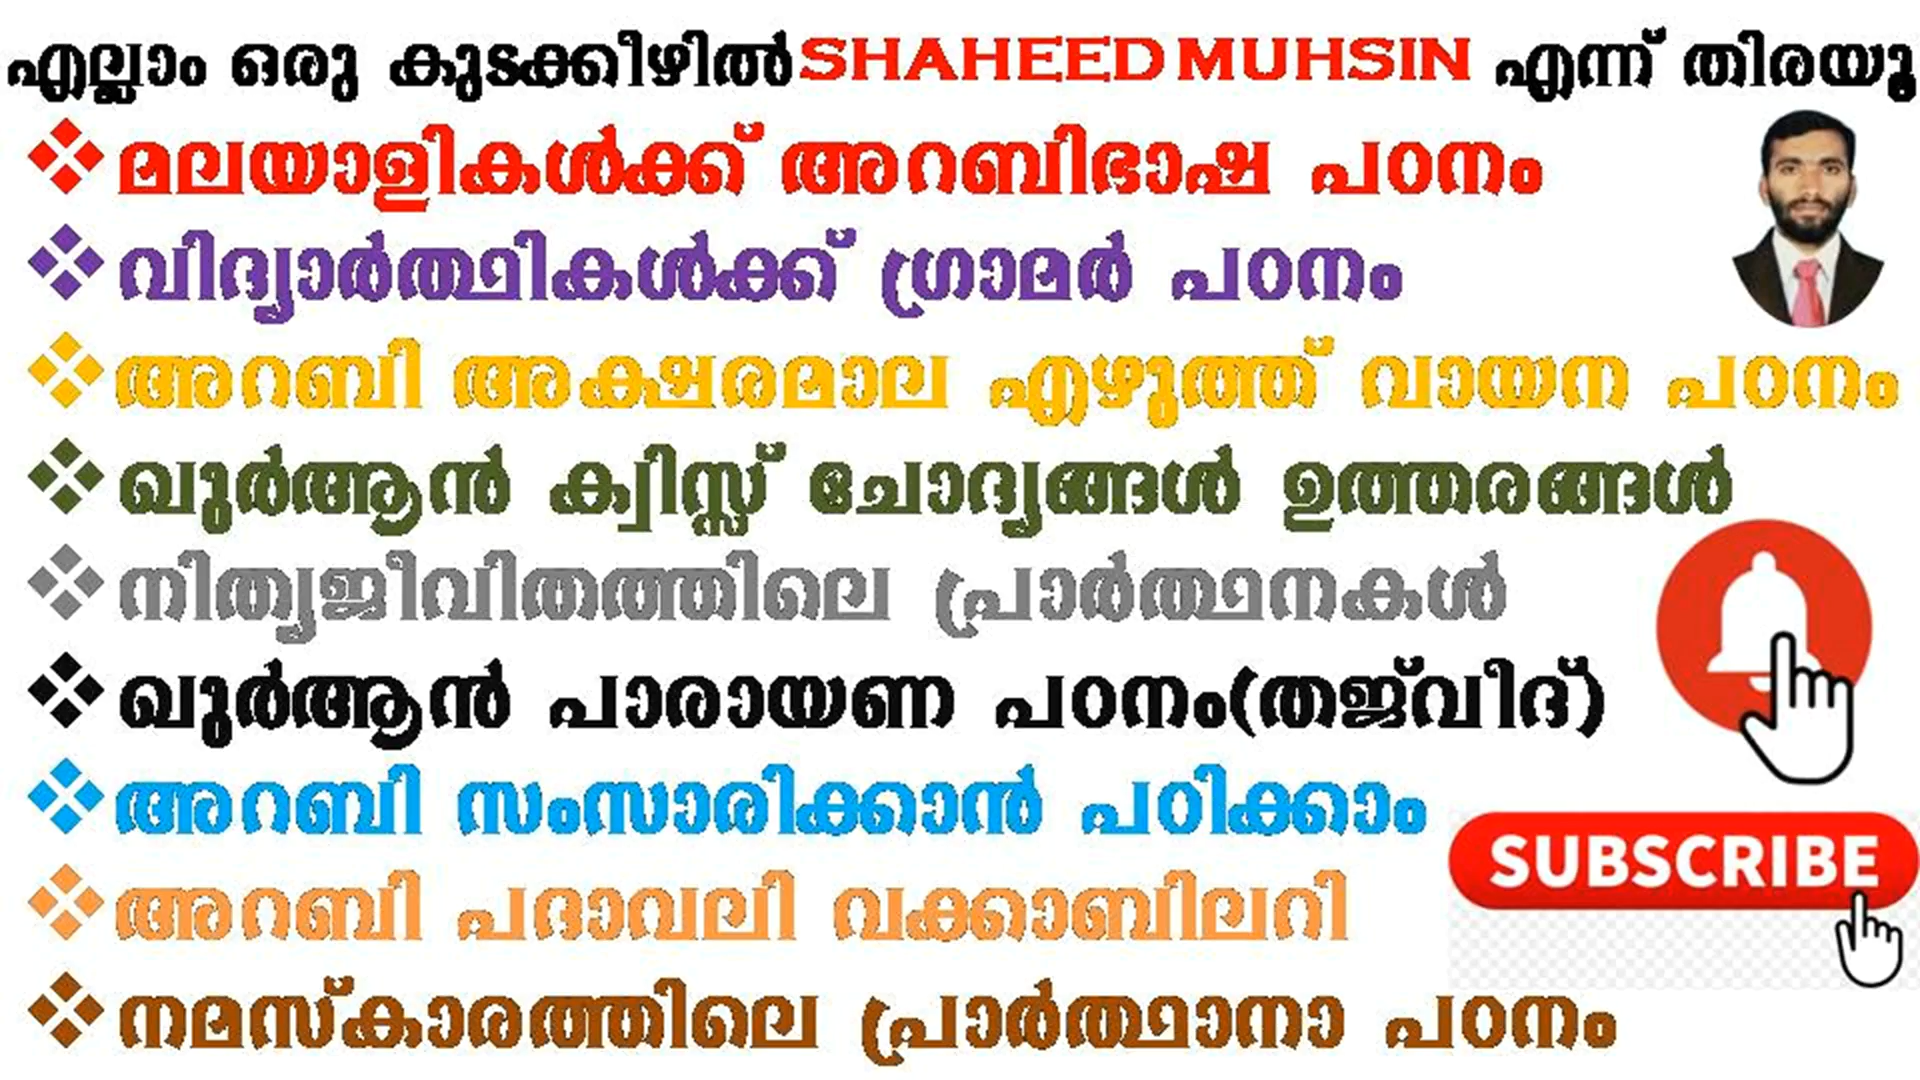 എല്ലാം ഒരു കുടക്കീഴിൽ SHAHEED MUHSIN എന്ന് തിരയൂ
മലയാളികൾക്ക് അറബിഭാഷ പഠനം
വിദ്യാർത്ഥികൾക്ക് ഗ്രാമർ പഠനം
അറബി അക്ഷരമാല എഴുത്ത് വായന പഠനം
ഖുർആൻ ക്വിസ്സ് ചോദ്യങ്ങൾ ഉത്തരങ്ങൾ
നിത്യജീവിതത്തിലെ പ്രാർത്ഥനകൾ
ഖുർആൻ പാരായണ പഠനം(തജ്‌വീദ്)
അറബി സംസാരിക്കാൻ പഠിക്കാം
SUBSCRIBE
അറബി പദാവലി വക്കാബിലറി
നമസ്കാരത്തിലെ പ്രാർത്ഥാനാ പഠനം